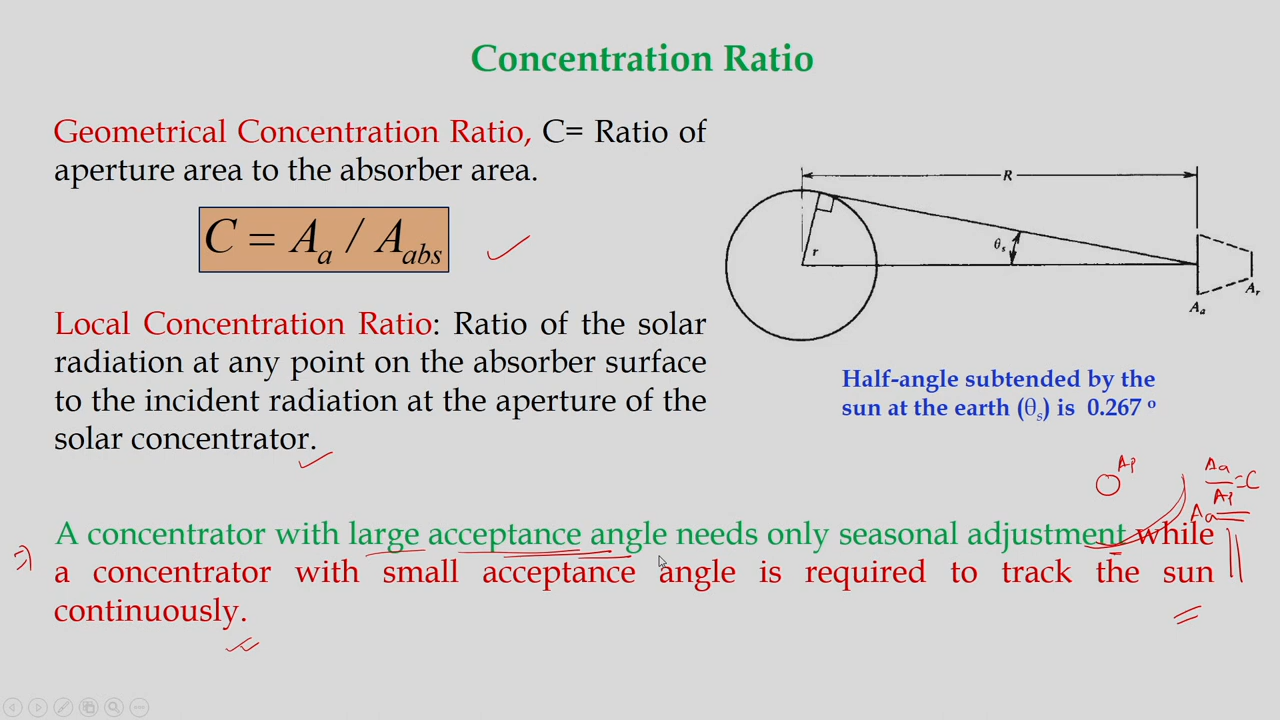 Concentration Ratio
Geometrical Concentration Ratio, C= Ratio of
aperture area to the absorber area.
C = Aa / Aabs
Local Concentration Ratio: Ratio of the solar
radiation at any point on the absorber surface
to the incident radiation at the aperture of the
solar concentrator.
R
r
θs
Aa
Ar
Half-angle subtended by the
sun at the earth (θs) is 0.267 o
Ap
Aa
Ap
=C
Aa
A concentrator with large acceptance angle needs only seasonal adjustment while
a concentrator with small acceptance angle is required to track the sun
continuously.